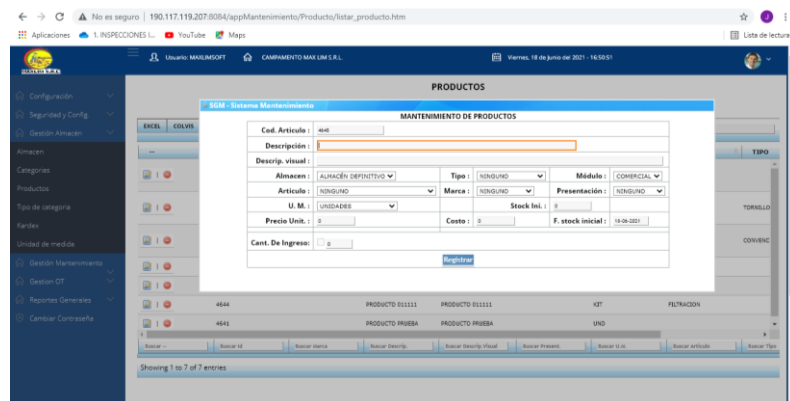 No es seguro | 190.117.119.207:8084/appMantenimiento/Producto/listar_producto.htm
Aplicaciones 1. INSPECCIONES I... YouTube Maps Lista de lectura
Usuario: MAXLIMSOFT CAMPAMENTO MAX LIM S.R.L. Viernes, 18 de Junio del 2021 - 16:50:51
PRODUCTOS
Configuración
Seguridad y Config.
Gestión Almacén
Almacen
Categorias
Productos
Tipo de categoria
Kardex
Unidad de medida
Gestión Mantenimiento
Gestion OT
Reportes Generales
Cambiar Contraseña
EXCEL COLVIS
SGM - Sistema Mantenimiento
MANTENIMIENTO DE PRODUCTOS
Cod. Articulo : 4645
Descripción :
Descrip. visual :
Almacen : ALMACÉN DEFINITIVO Tipo : NINGUNO Módulo : COMERCIAL
Articulo : NINGUNO Marca : NINGUNO Presentación : NINGUNO
U. M. : UNIDADES Stock Ini. : 0
Precio Unit. : 0 Costo : 0 F. stock inicial : 19-06-2021
Cant. De Ingreso: 0
Registrar
-- TIPO
TORNILLO
CONVENC
4644 PRODUCTO 011111 PRODUCTO 011111 KIT FILTRACION
4641 PRODUCTO PRUEBA PRODUCTO PRUEBA UND
Buscar -- Buscar Id Buscar Marca Buscar Descrip. Buscar Descrip. Visual Buscar Present. Buscar U.M. Buscar Articulo Buscar Tipo
Showing 1 to 7 of 7 entries